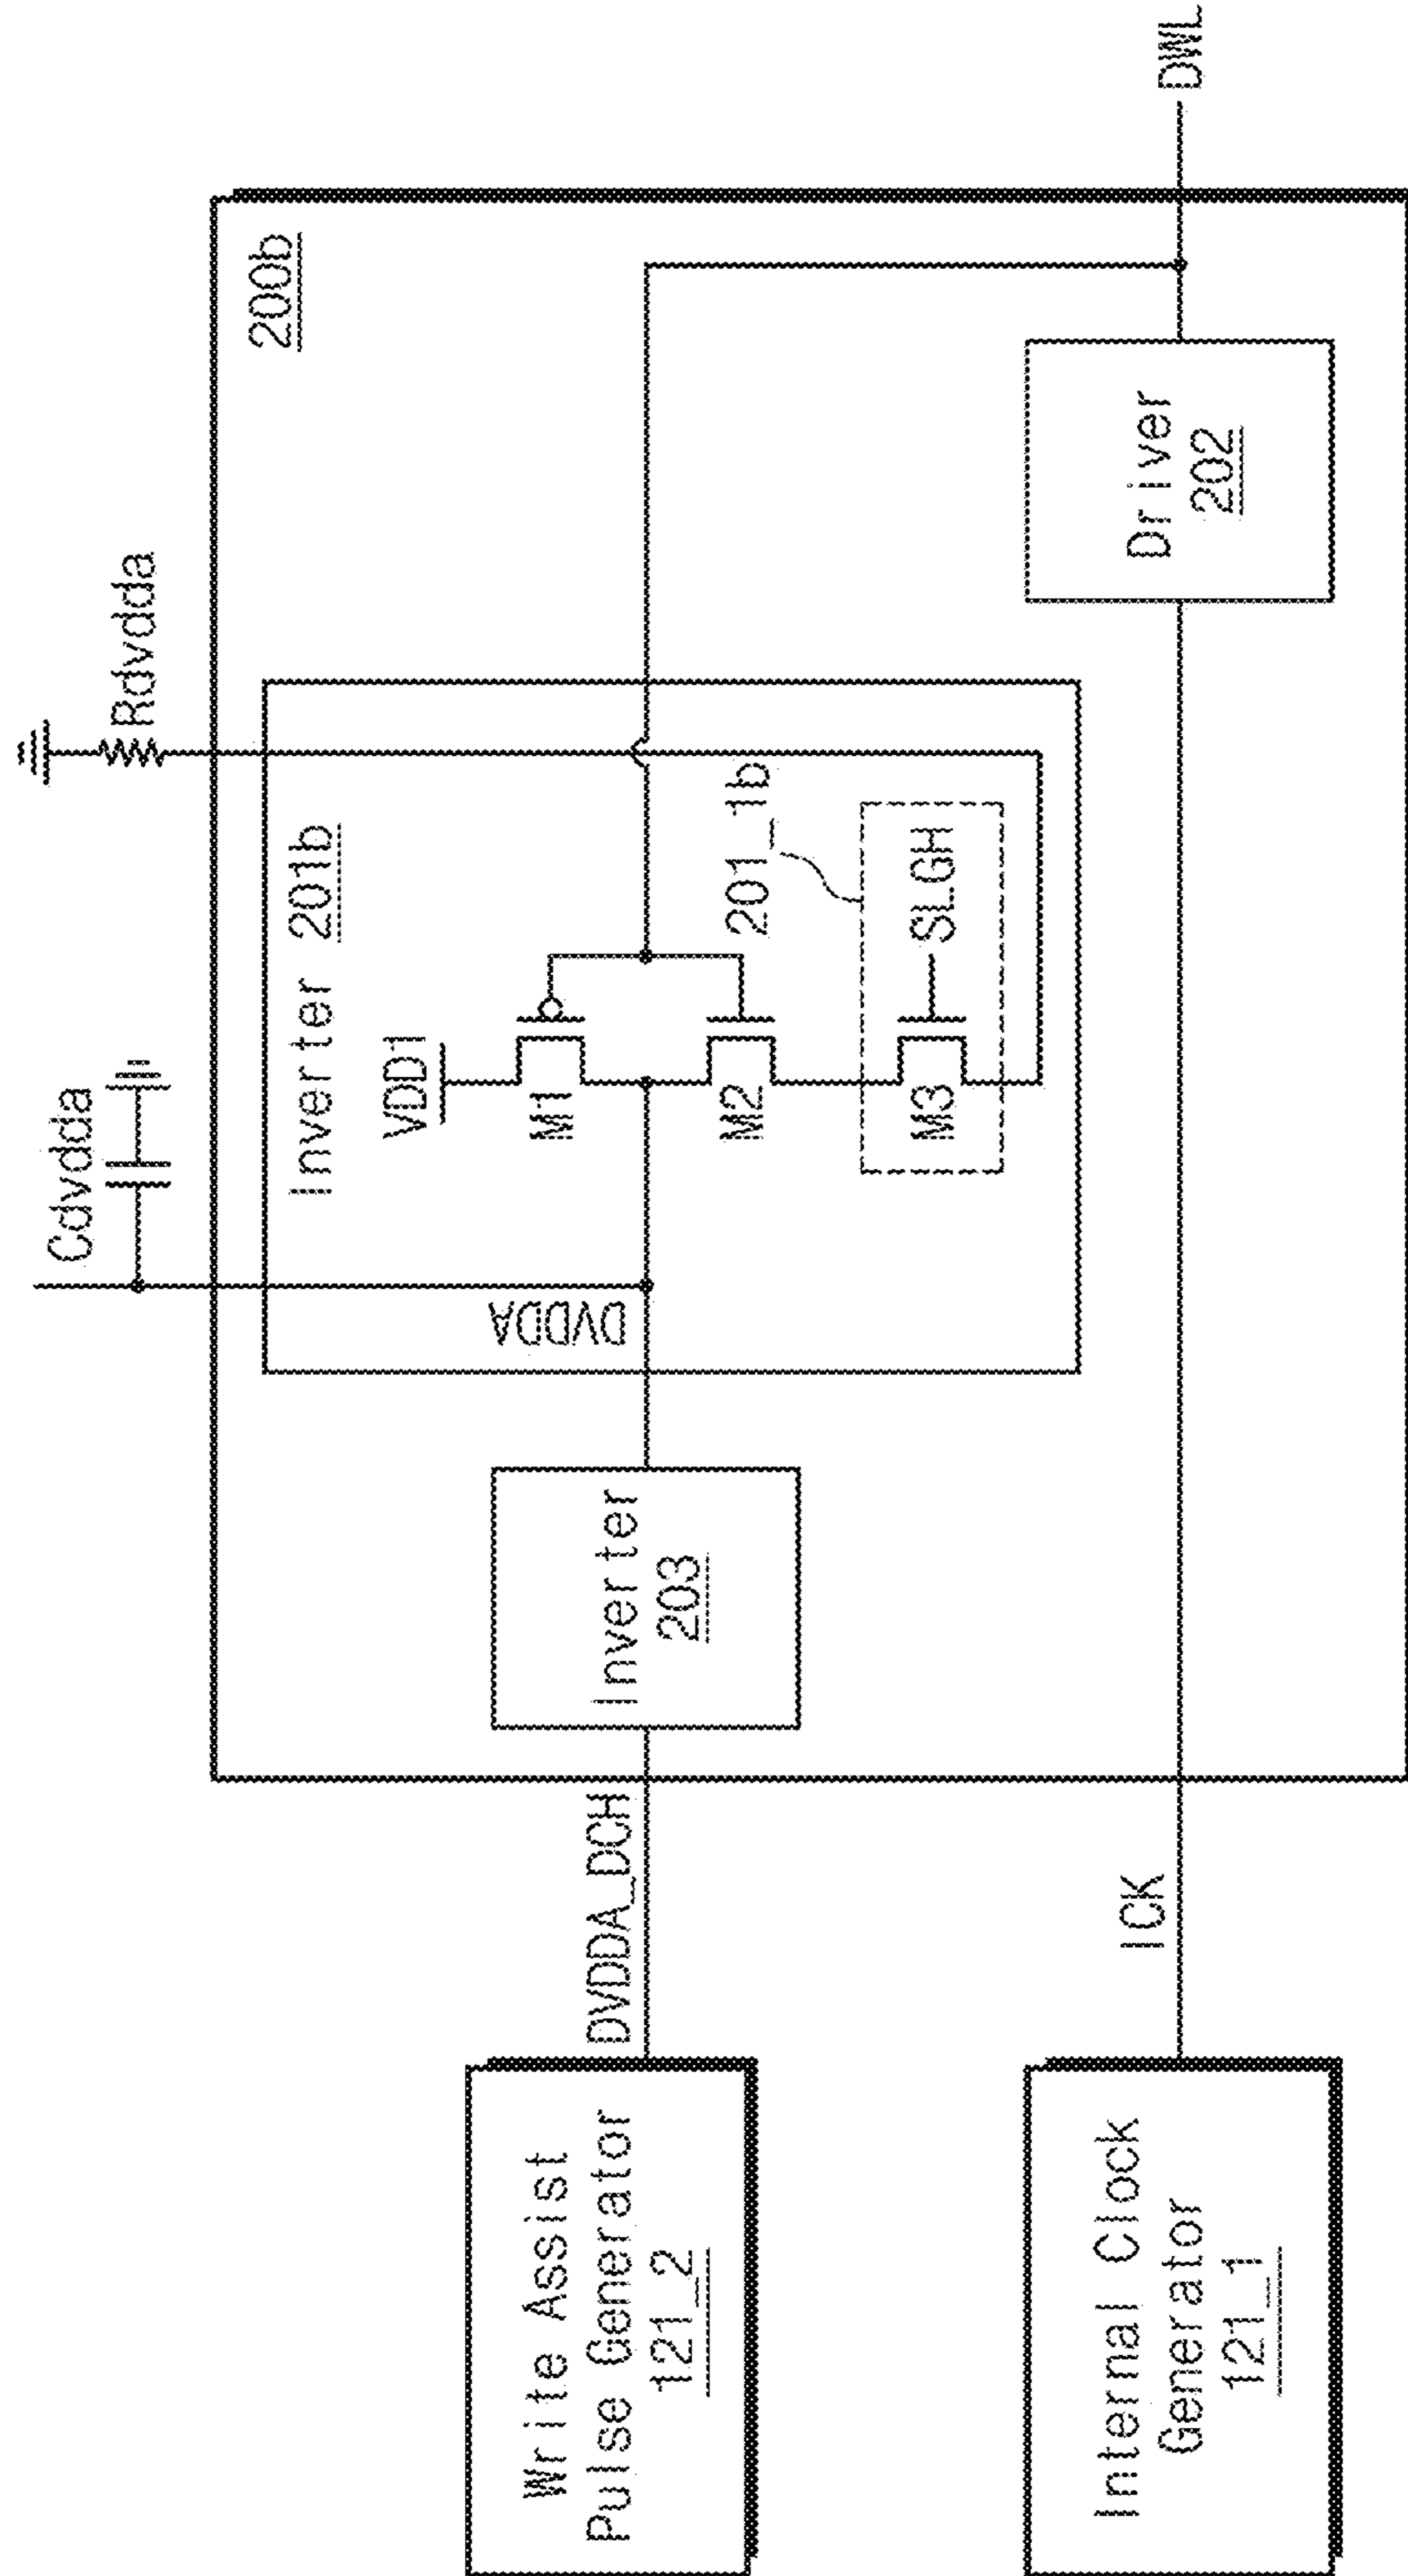 Write Assist
Pulse Generator
121_2
DVDDA_DCH
Inverter
203
DVDDA
Cdvdda
Inverter 201b
VDD1
M1
M2
M3
SLGH
201_1b
Rdvdda
200b
Internal Clock
Generator
121_1
ICK
Driver
202
DWL